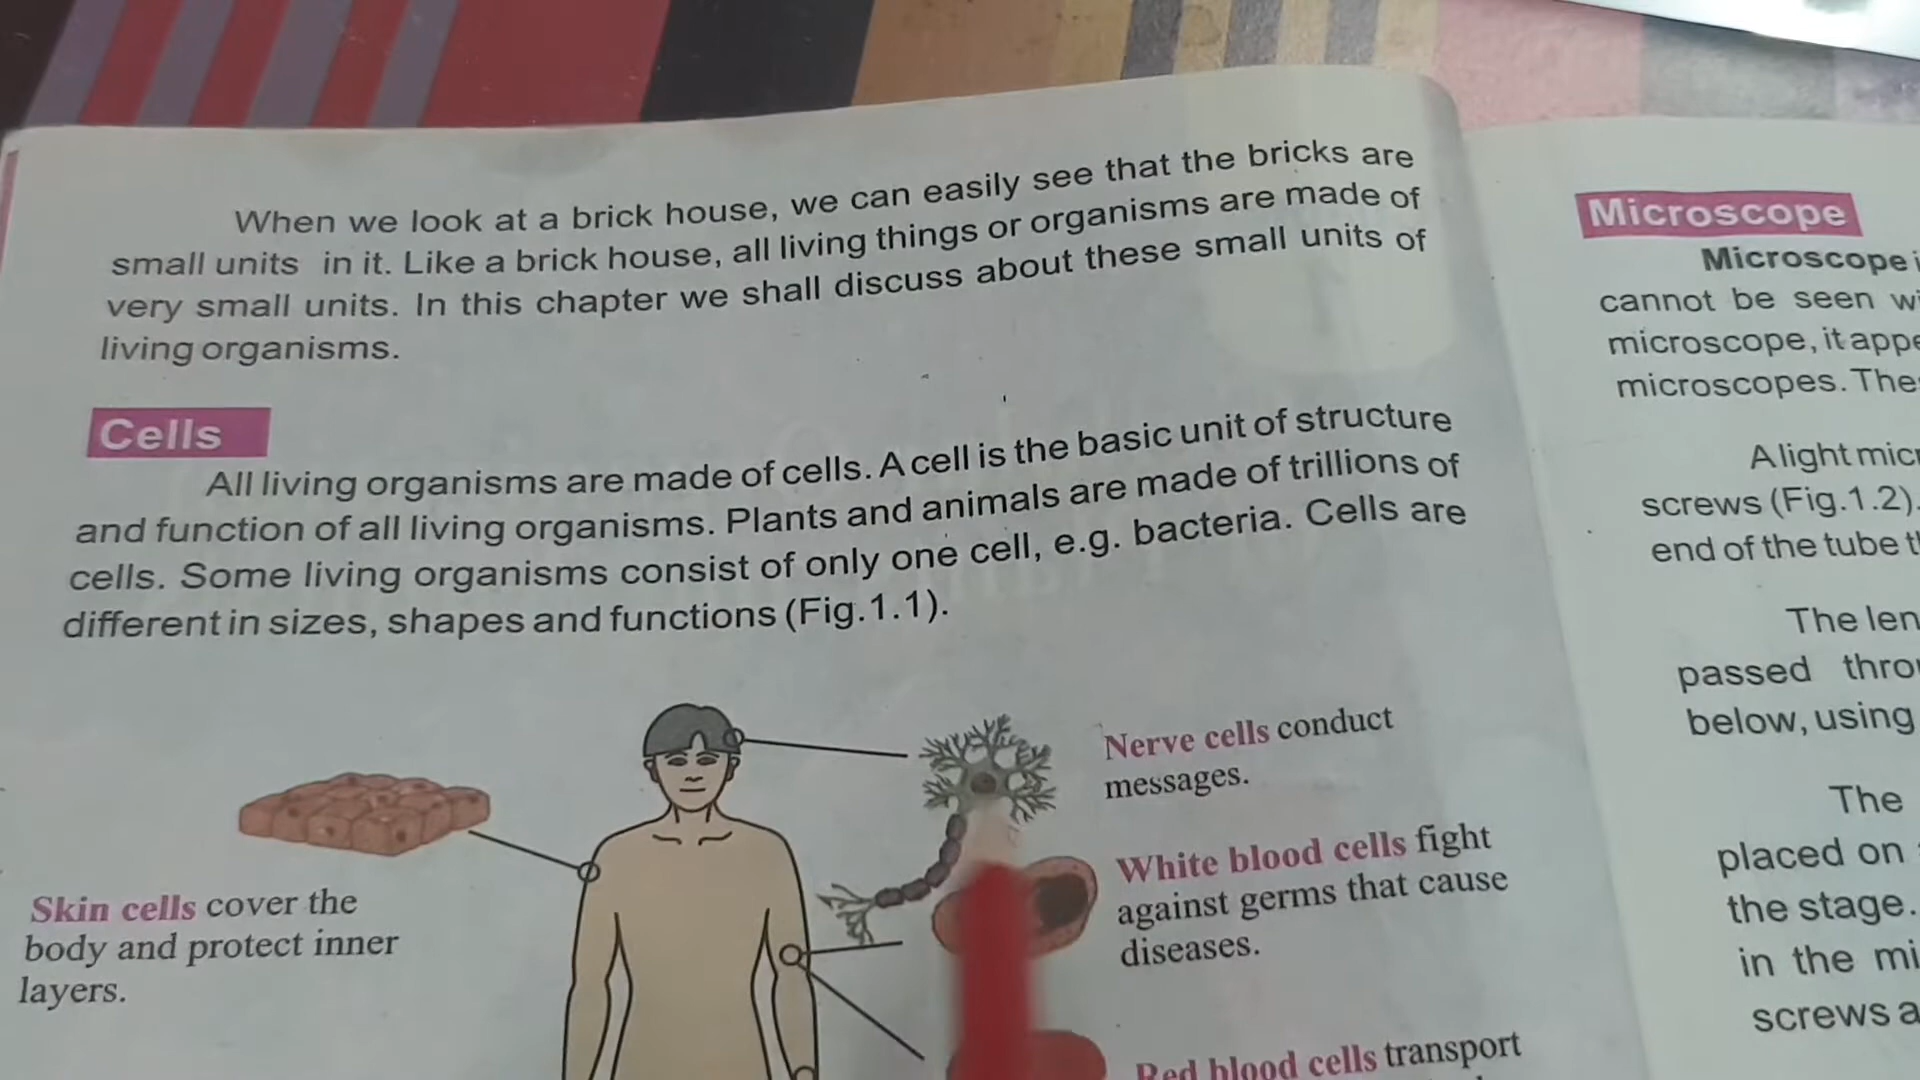 When we look at a brick house, we can easily see that the bricks are
small units in it. Like a brick house, all living things or organisms are made of
very small units. In this chapter we shall discuss about these small units of
living organisms.
Cells
All living organisms are made of cells. A cell is the basic unit of structure
and function of all living organisms. Plants and animals are made of trillions of
cells. Some living organisms consist of only one cell, e.g. bacteria. Cells are
different in sizes, shapes and functions (Fig.1.1).
Nerve cells conduct
messages.
White blood cells fight
against germs that cause
diseases.
Skin cells cover the
body and protect inner
layers.
Red blood cells transport
Microscope
Microscope
cannot be seen
microscope, it
microscopes.
A light
screws (Fig.1.2).
end of the tube
The
passed
below, using
The
placed on
the stage.
in the
screws